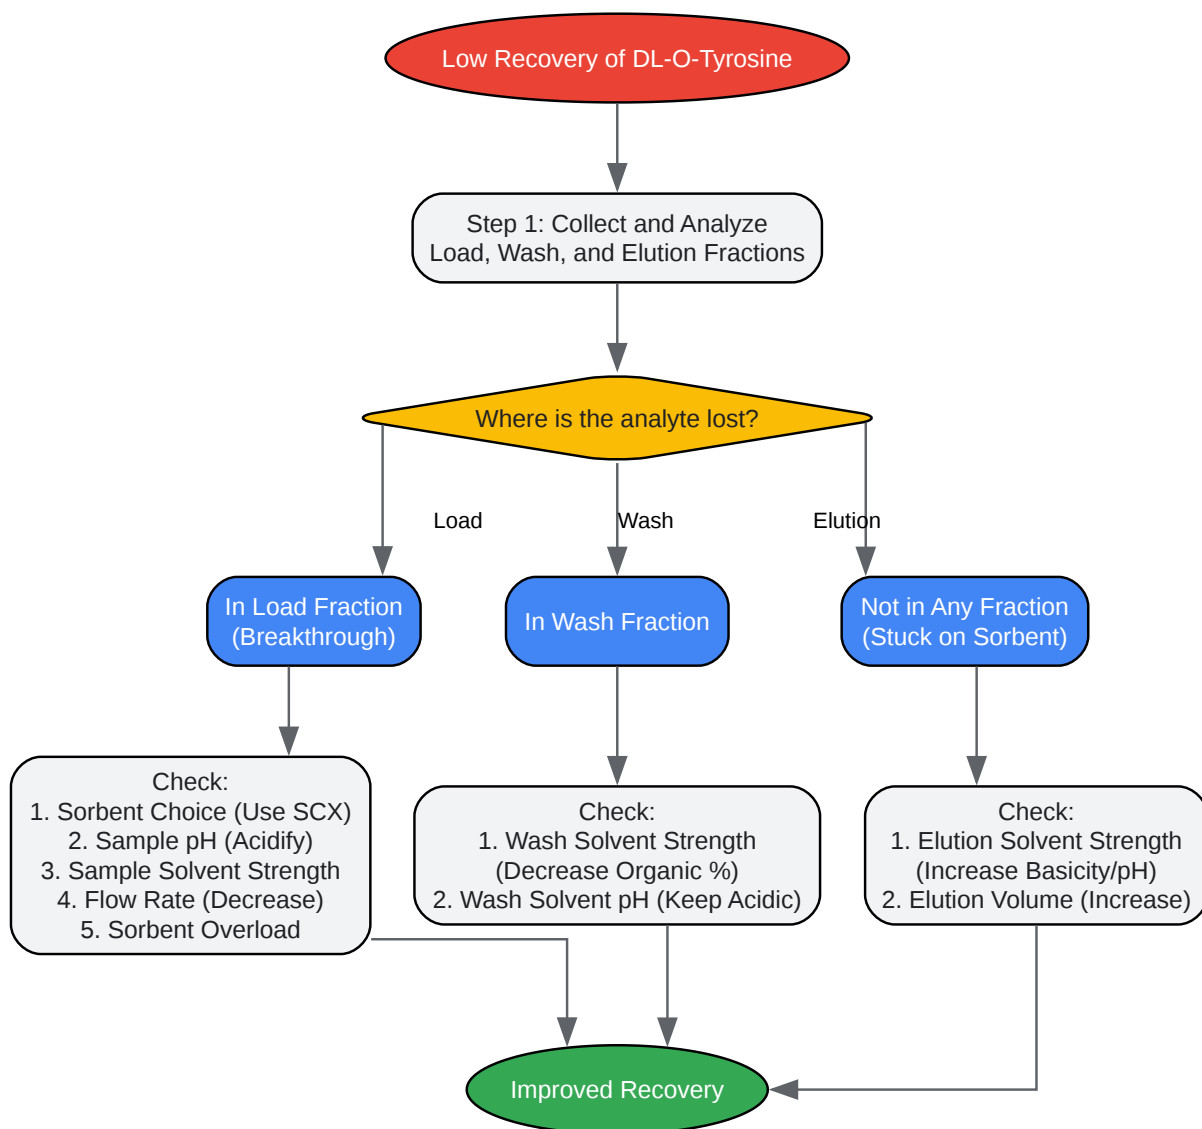 Low Recovery of DL-O-Tyrosine
Step 1: Collect and Analyze
Load, Wash, and Elution Fractions
Where is the analyte lost?
Load
Wash
Elution
In Load Fraction
(Breakthrough)
In Wash Fraction
Not in Any Fraction
(Stuck on Sorbent)
Check:
1. Sorbent Choice (Use SCX)
2. Sample pH (Acidify)
3. Sample Solvent Strength
4. Flow Rate (Decrease)
5. Sorbent Overload
Check:
1. Wash Solvent Strength
(Decrease Organic %)
2. Wash Solvent pH (Keep Acidic)
Check:
1. Elution Solvent Strength
(Increase Basicity/pH)
2. Elution Volume (Increase)
Improved Recovery